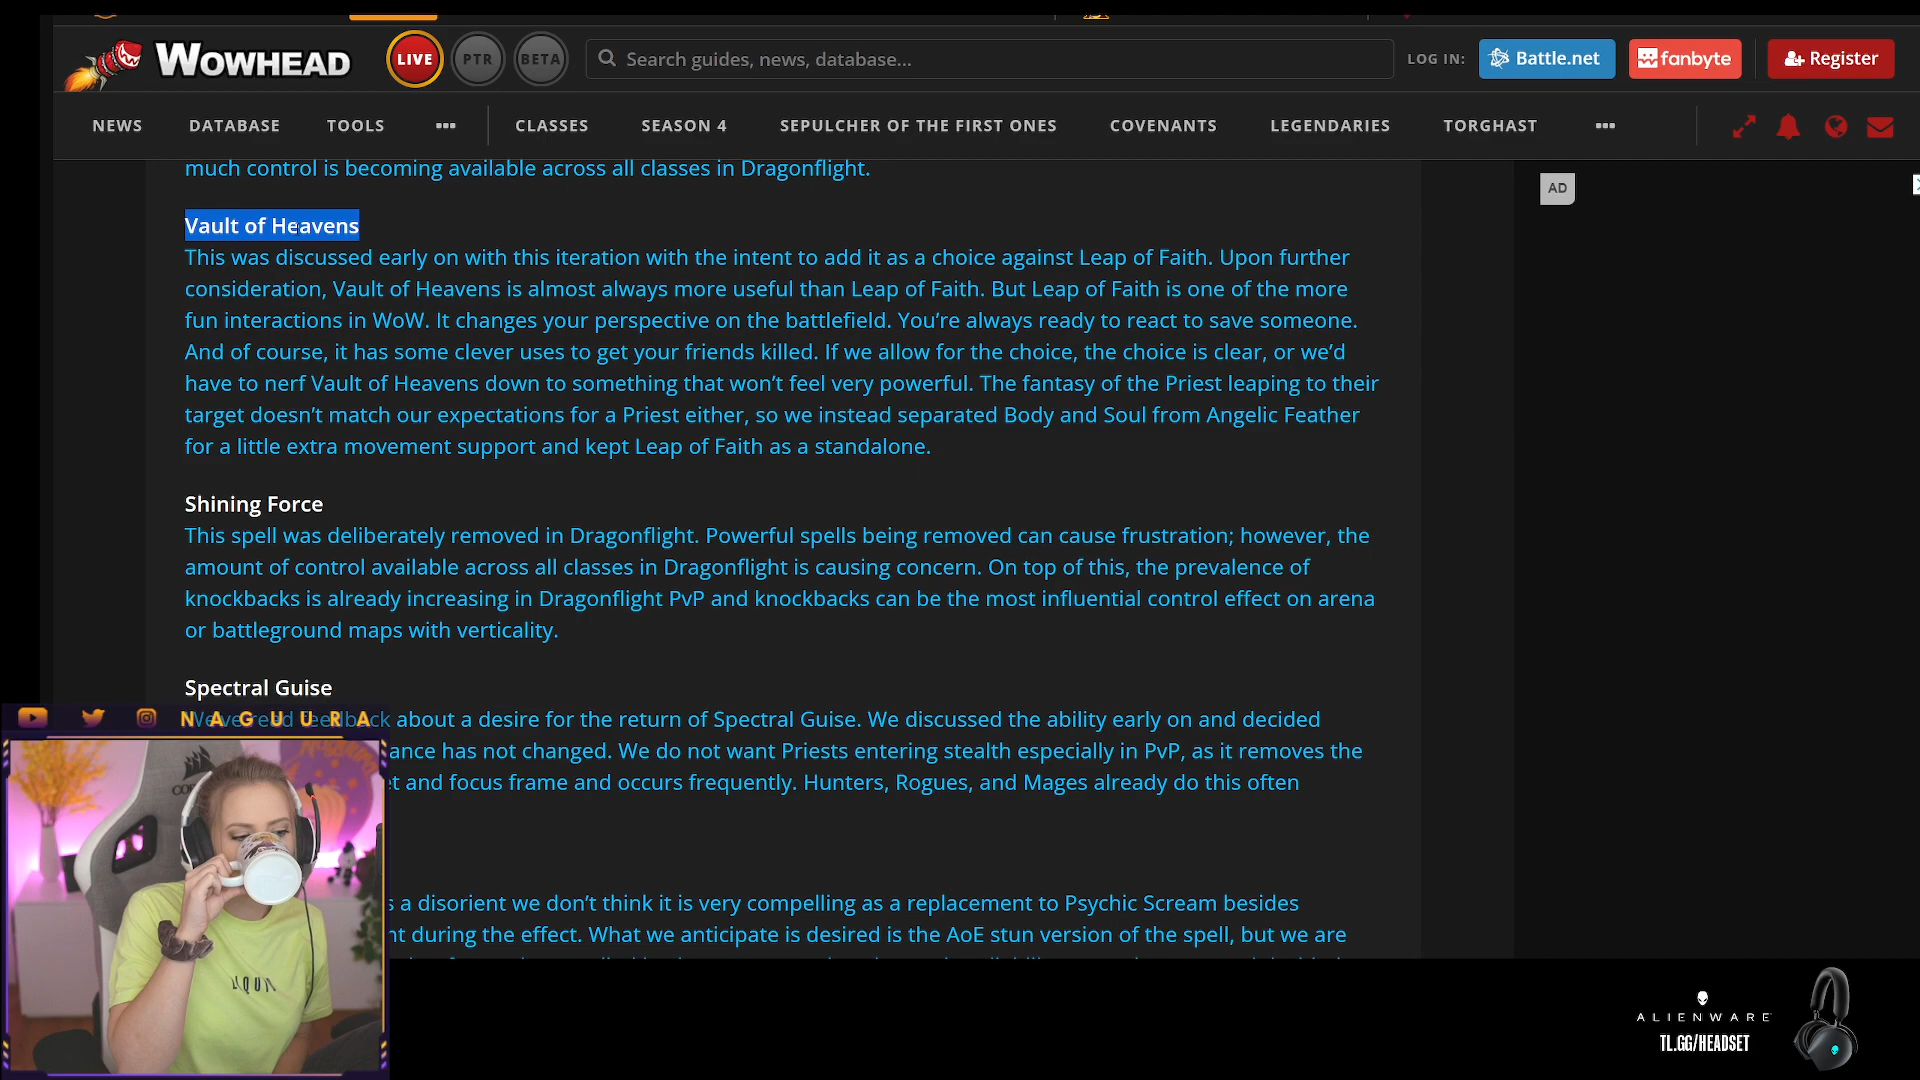 WOWHEAD
LIVE
PTR
BETA
Search guides, news, database...
LOG IN:
Battle.net
fanbyte
Register
NEWS
DATABASE
TOOLS
CLASSES
SEASON 4
SEPULCHER OF THE FIRST ONES
COVENANTS
LEGENDARIES
TORGHAST
much control is becoming available across all classes in Dragonflight.
AD
Vault of Heavens
This was discussed early on with this iteration with the intent to add it as a choice against Leap of Faith. Upon further
consideration, Vault of Heavens is almost always more useful than Leap of Faith. But Leap of Faith is one of the more
fun interactions in WoW. It changes your perspective on the battlefield. You’re always ready to react to save someone.
And of course, it has some clever uses to get your friends killed. If we allow for the choice, the choice is clear, or we’d
have to nerf Vault of Heavens down to something that won’t feel very powerful. The fantasy of the Priest leaping to their
target doesn’t match our expectations for a Priest either, so we instead separated Body and Soul from Angelic Feather
for a little extra movement support and kept Leap of Faith as a standalone.
Shining Force
This spell was deliberately removed in Dragonflight. Powerful spells being removed can cause frustration; however, the
amount of control available across all classes in Dragonflight is causing concern. On top of this, the prevalence of
knockbacks is already increasing in Dragonflight PvP and knockbacks can be the most influential control effect on arena
or battleground maps with verticality.
Spectral Guise
We've read feedback about a desire for the return of Spectral Guise. We discussed the ability early on and decided
NAGUURA
ance has not changed. We do not want Priests entering stealth especially in PvP, as it removes the
and focus frame and occurs frequently. Hunters, Rogues, and Mages already do this often
a disorient we don’t think it is very compelling as a replacement to Psychic Scream besides
during the effect. What we anticipate is desired is the AoE stun version of the spell, but we are
ALIENWARE
TL.GG/HEADSET